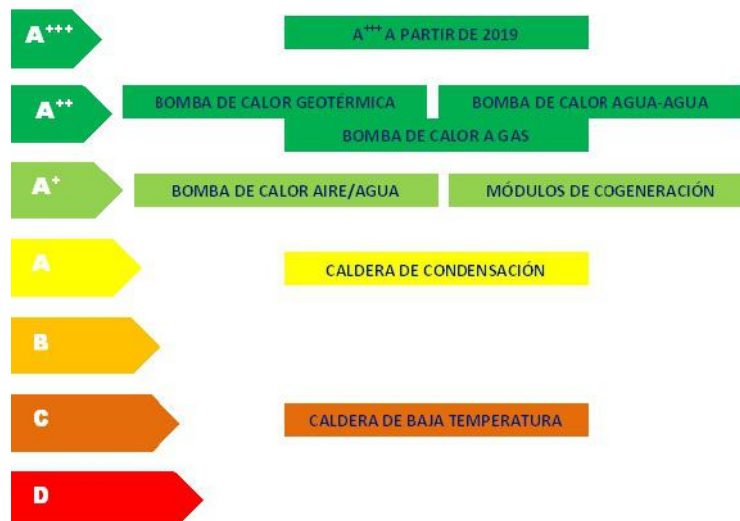 A+++ A+++ A PARTIR DE 2019
A++ BOMBA DE CALOR GEOTÉRMICA BOMBA DE CALOR AGUA-AGUA
BOMBA DE CALOR A GAS
A+ BOMBA DE CALOR AIRE/AGUA MÓDULOS DE COGENERACIÓN
A CALDERA DE CONDENSACIÓN
B
C CALDERA DE BAJA TEMPERATURA
D